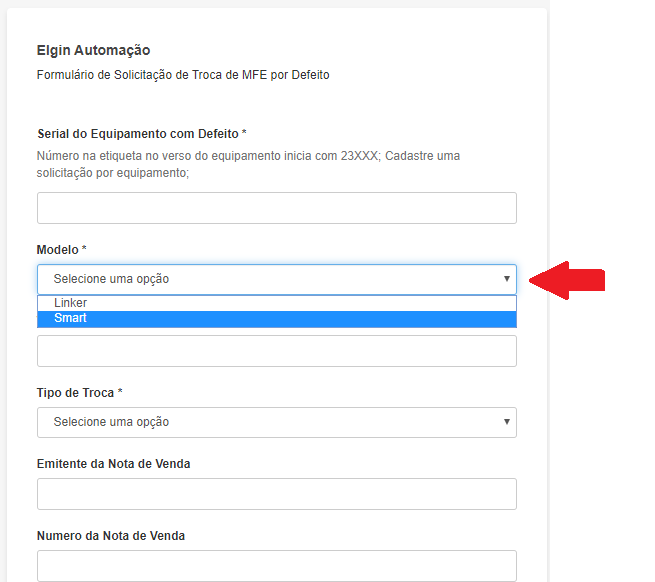 Elgin Automação
Formulário de Solicitação de Troca de MFE por Defeito
Serial do Equipamento com Defeito *
Número na etiqueta no verso do equipamento inicia com 23XXX; Cadastre uma
solicitação por equipamento;
Modelo *
Selecione uma opção
Linker
Smart
Tipo de Troca *
Selecione uma opção
Emitente da Nota de Venda
Numero da Nota de Venda